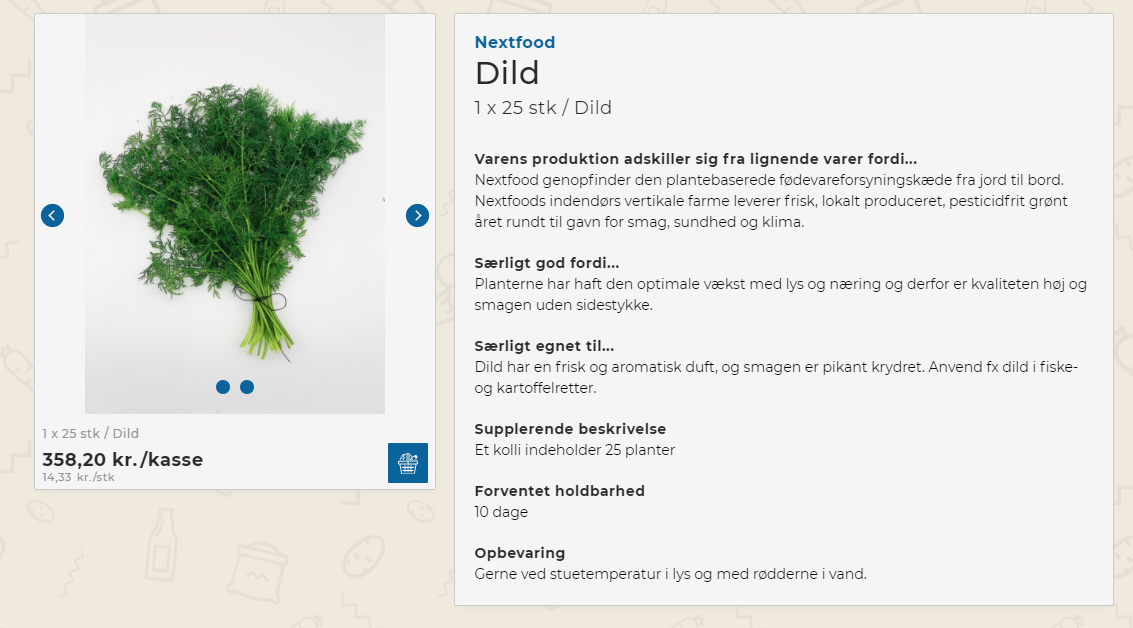 1 x 25 stk / Dild
358,20 kr./kasse
14,33 kr./stk
Nextfood
Dild
1 x 25 stk / Dild
Varens produktion adskiller sig fra lignende varer fordi...
Nextfood genopfinder den plantebaserede fødevareforsyningskæde fra jord til bord.
Nextfoods indendørs vertikale farme leverer frisk, lokalt produceret, pesticidfrit grønt
året rundt til gavn for smag, sundhed og klima.
Særligt god fordi...
Planterne har haft den optimale vækst med lys og næring og derfor er kvaliteten høj og
smagen uden sidestykke.
Særligt egnet til...
Dild har en frisk og aromatisk duft, og smagen er pikant krydret. Anvend fx dild i fiske-
og kartoffelretter.
Supplerende beskrivelse
Et kolli indeholder 25 planter
Forventet holdbarhed
10 dage
Opbevaring
Gerne ved stuetemperatur i lys og med rødderne i vand.